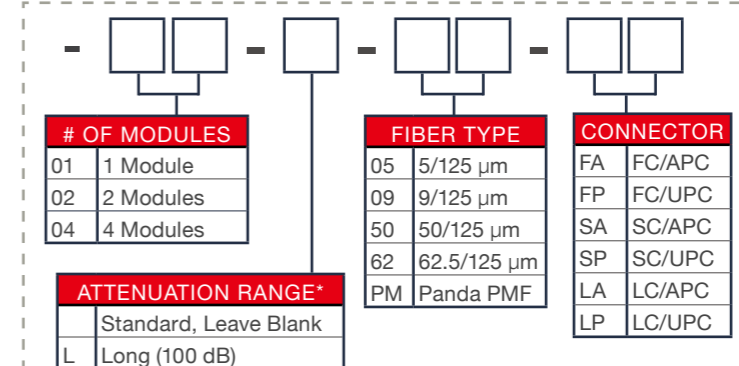 - - - -
# OF MODULES
01 1 Module
02 2 Modules
04 4 Modules
ATTENUATION RANGE*
Standard, Leave Blank
L Long (100 dB)
FIBER TYPE
05 5/125 µm
09 9/125 µm
50 50/125 µm
62 62.5/125 µm
PM Panda PMF
CONNECTOR
FA FC/APC
FP FC/UPC
SA SC/APC
SP SC/UPC
LA LC/APC
LP LC/UPC